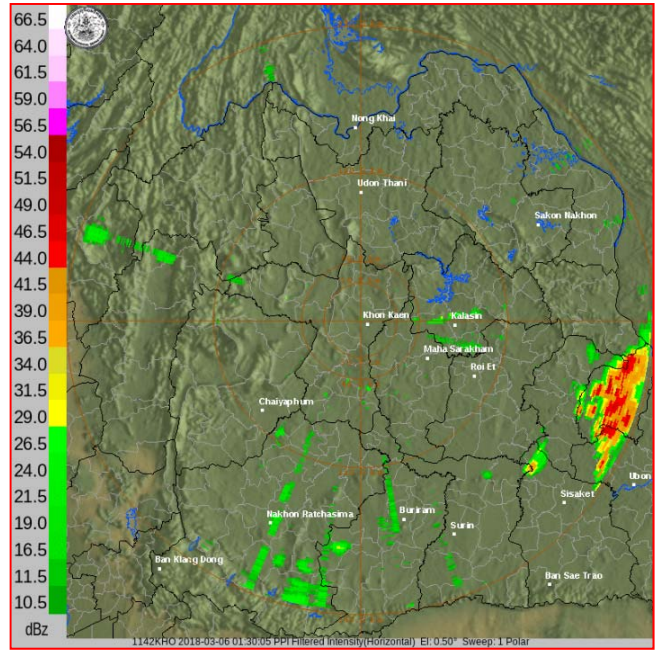 66.5
64.0
61.5
59.0
56.5
54.0
51.5
49.0
46.5
44.0
41.5
39.0
36.5
34.0
31.5
29.0
26.5
24.0
21.5
19.0
16.5
11.5
10.5
dBz
Nong Khai
Udon Thani
Sakon Nakhon
Khon Kaen
Kalasin
Maha Sarakham
Roi Et
Chaiyaphum
Ubon
Sisaket
Nakhon Ratchasima
Buriram
Surin
Ban Klang Dong
Ban Sae Trao
1142KHO 2018-03-06 01:30:05 PPI Filtered Intensity(Horizontal) El: 0.50° Sweep: 1 Polar